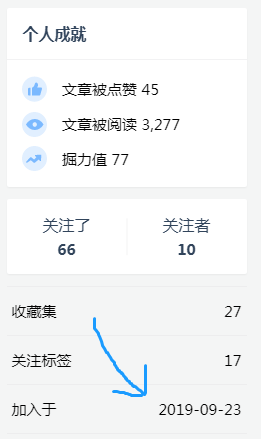 个人成就
文章被点赞 45
文章被阅读 3,277
掘力值 77
关注了 关注者
66 10
收藏集 27
关注标签 17
加入于 2019-09-23